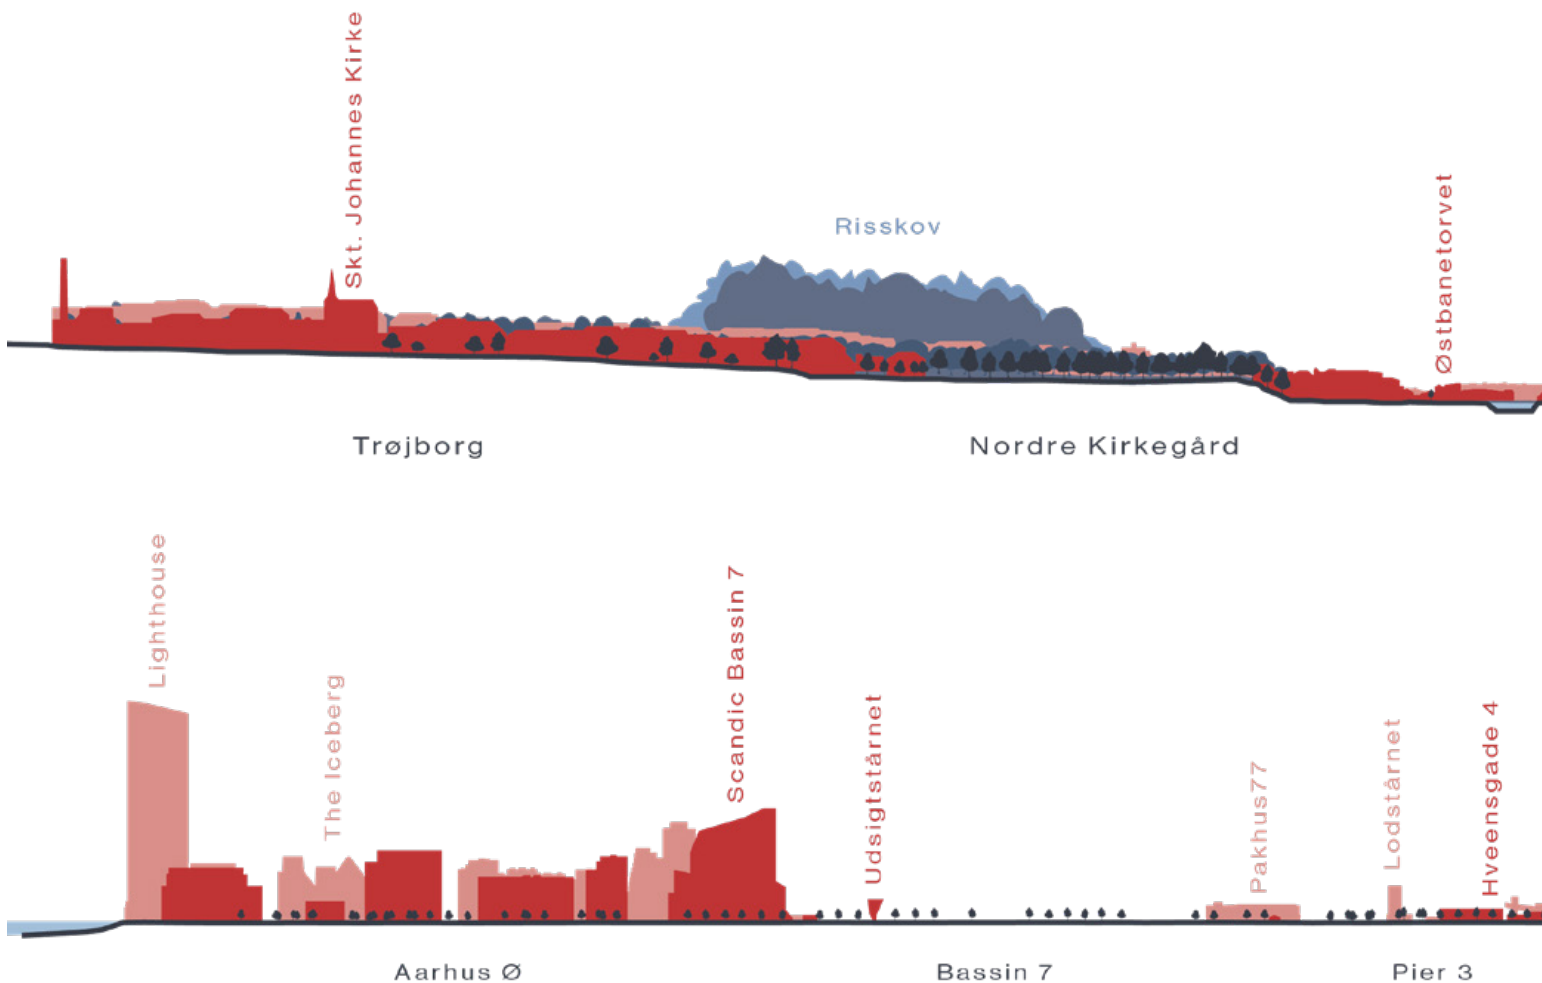 Skt. Johannes Kirke
Risskov
Østbanetorvet
Trøjborg
Nordre Kirkegård
Lighthouse
The Iceberg
Scandic Bassin 7
Udsigtstårnet
Pakhus77
Lodstårnet
Hveensgade 4
Aarhus Ø
Bassin 7
Pier 3